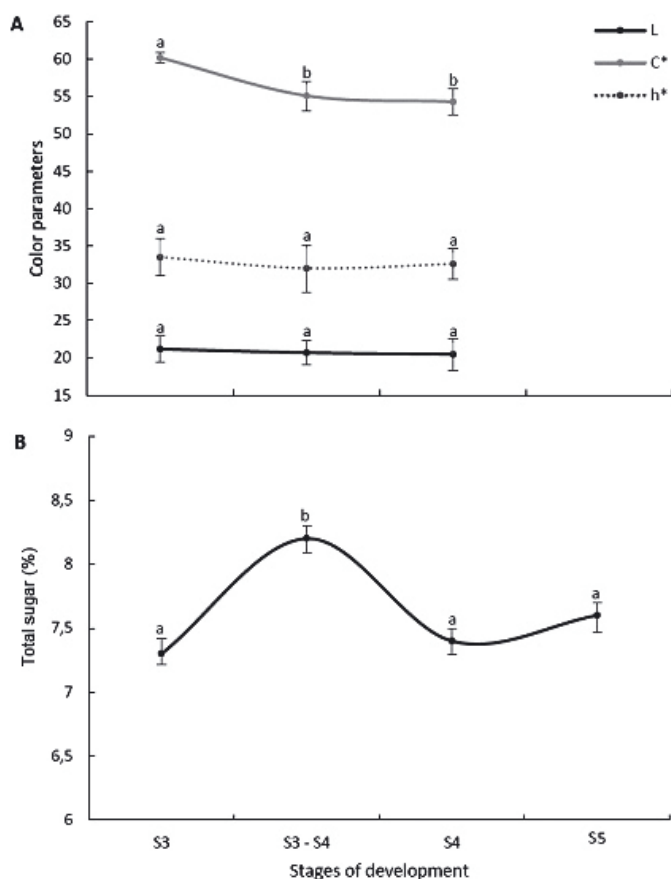 A
65
60
55
50
45
40
35
30
25
20
15
Color parameters
a
b
b
a
a
a
a
a
a
L
C*
h*
B
9
8,5
8
7,5
7
6,5
6
Total sugar (%)
a
b
a
a
S3
S3 - S4
S4
S5
Stages of development